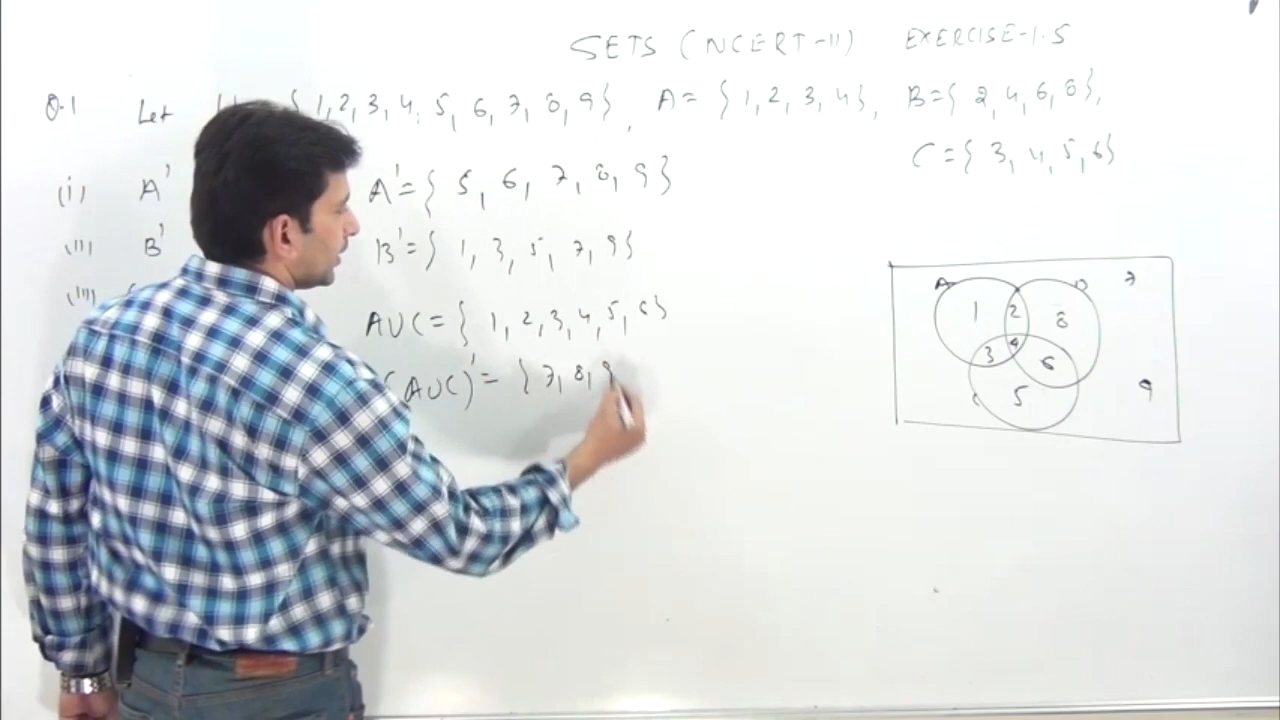 SETS (NCERT-11) EXERCISE-1.5
Q.1 Let { 1, 2, 3, 4, 5, 6, 7, 8, 9 }, A = { 1, 2, 3, 4 }, B = { 2, 4, 6, 8 },
C = { 3, 4, 5, 6 }
(i) A' A' = { 5, 6, 7, 8, 9 }
(ii) B' B' = { 1, 3, 5, 7, 9 }
(iii)
AUC = { 1, 2, 3, 4, 5, 6 }
(AUC)' = { 7, 8, 9
A B 7
1 2 8
4
3 6
C 5 9